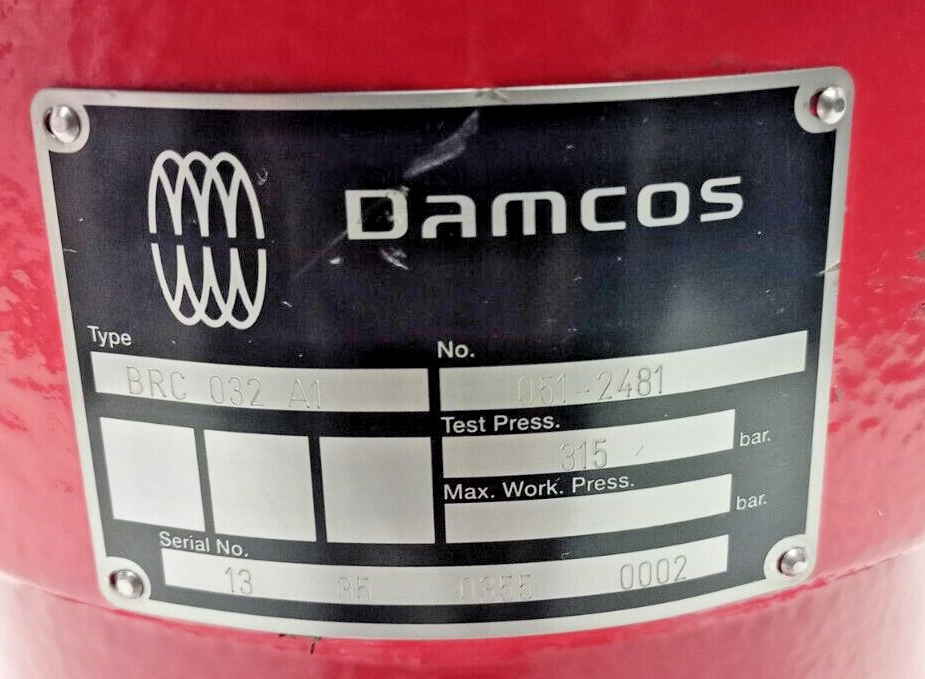 Damcos
Type
No.
BRC 032 A1
051-2481
Test Press.
315
bar.
Max. Work. Press.
bar.
Serial No.
13 35 0355 0002